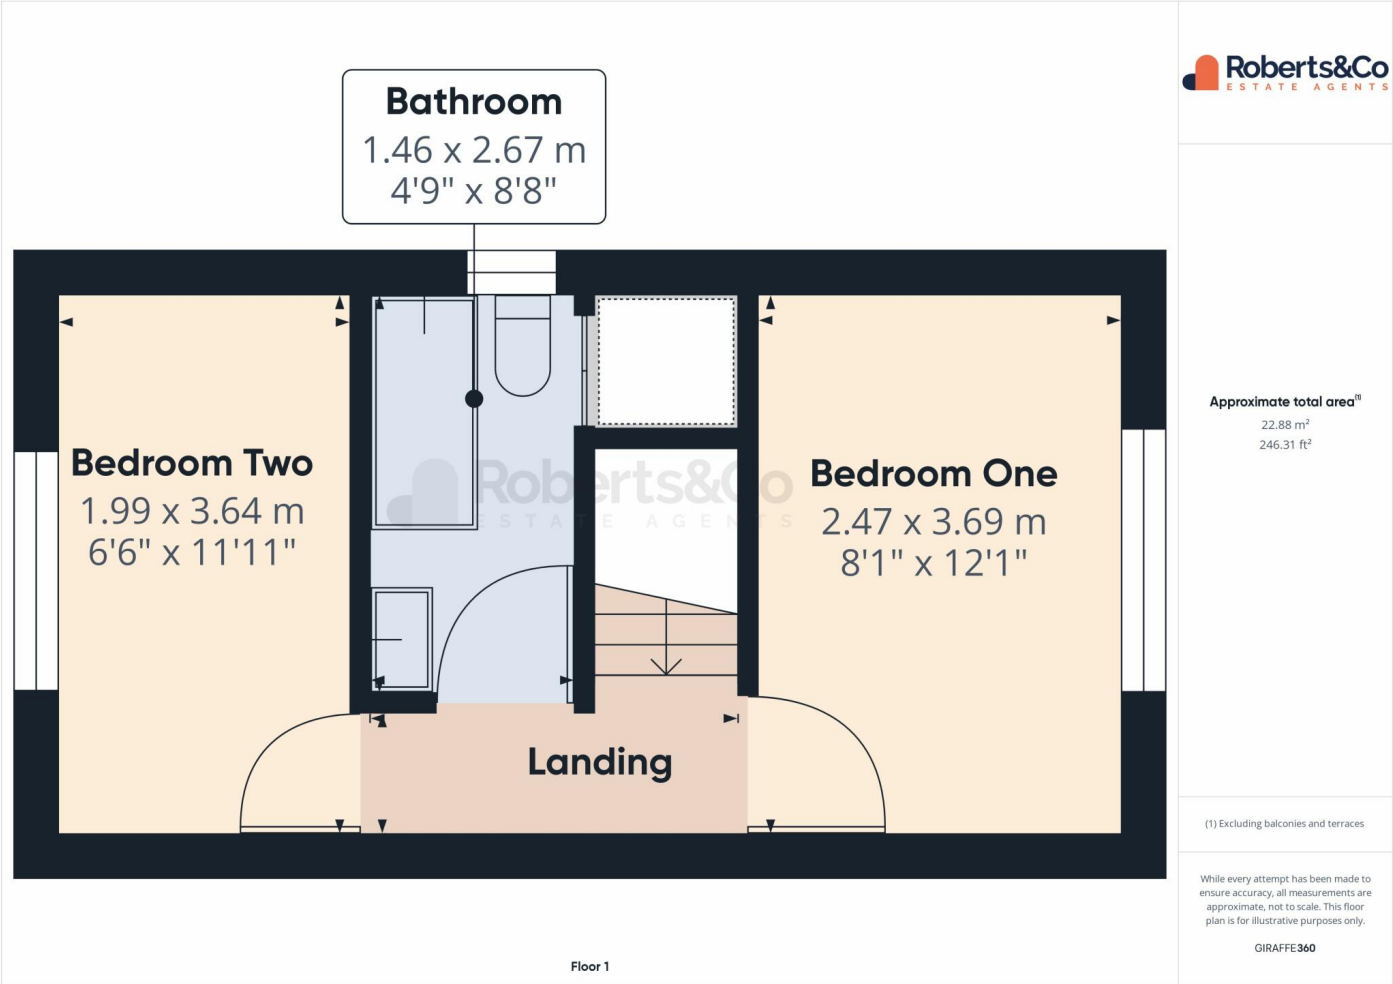 Roberts&Co
ESTATE AGENTS
Bathroom
1.46 x 2.67 m
4'9" x 8'8"
Bedroom Two
1.99 x 3.64 m
6'6" x 11'11"
Roberts&Co
ESTATE AGENTS
Bedroom One
2.47 x 3.69 m
8'1" x 12'1"
Landing
Floor 1
Approximate total area⁽¹⁾
22.88 m²
246.31 ft²
(1) Excluding balconies and terraces
While every attempt has been made to
ensure accuracy, all measurements are
approximate, not to scale. This floor
plan is for illustrative purposes only.
GIRAFFE360